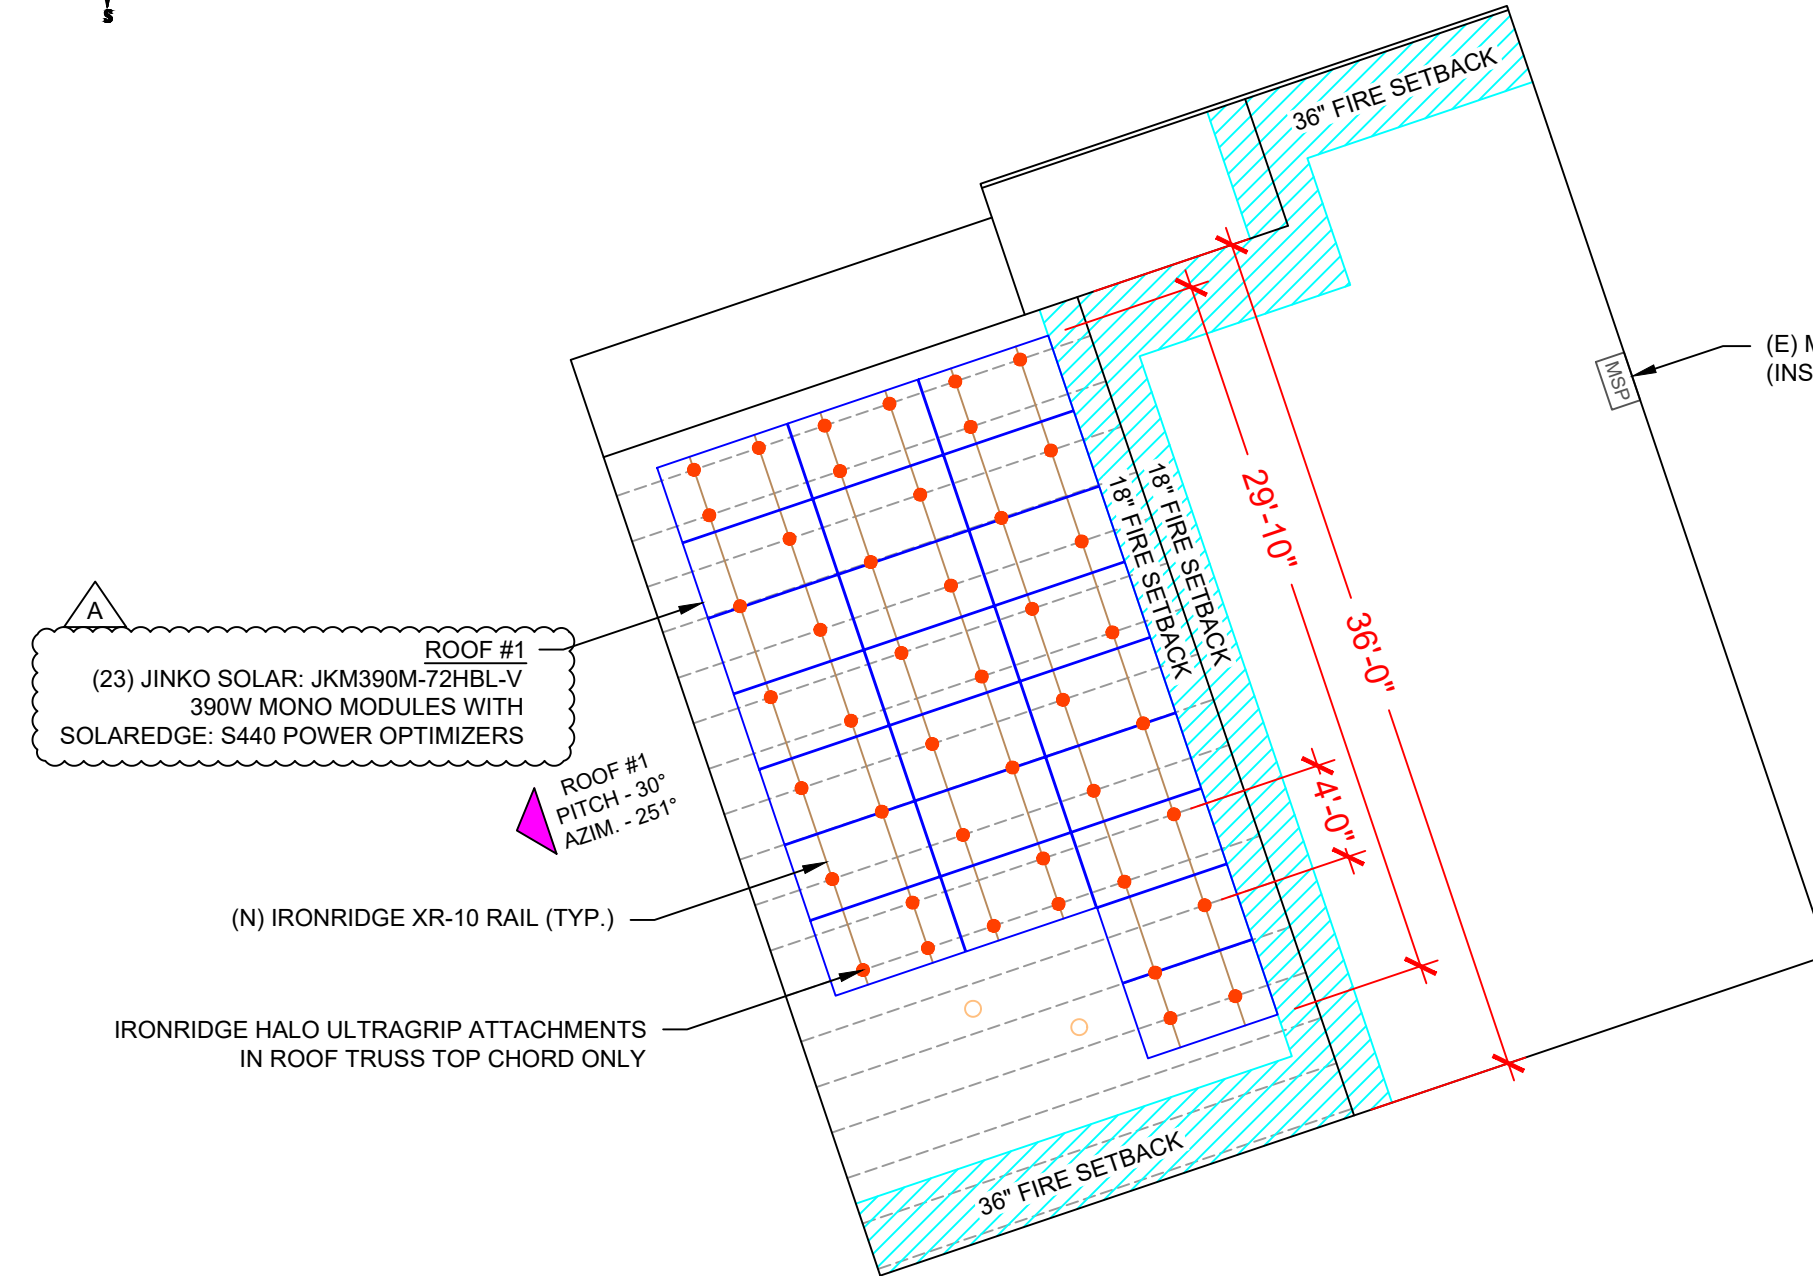 S
36" FIRE SETBACK
(E) M
(INS
MSP
18" FIRE SETBACK
18" FIRE SETBACK
29'-10"
36'-0"
4'-0"
A
ROOF #1
(23) JINKO SOLAR: JKM390M-72HBL-V
390W MONO MODULES WITH
SOLAREDGE: S440 POWER OPTIMIZERS
ROOF #1
PITCH - 30°
AZIM. - 251°
(N) IRONRIDGE XR-10 RAIL (TYP.)
IRONRIDGE HALO ULTRAGRIP ATTACHMENTS
IN ROOF TRUSS TOP CHORD ONLY
36" FIRE SETBACK